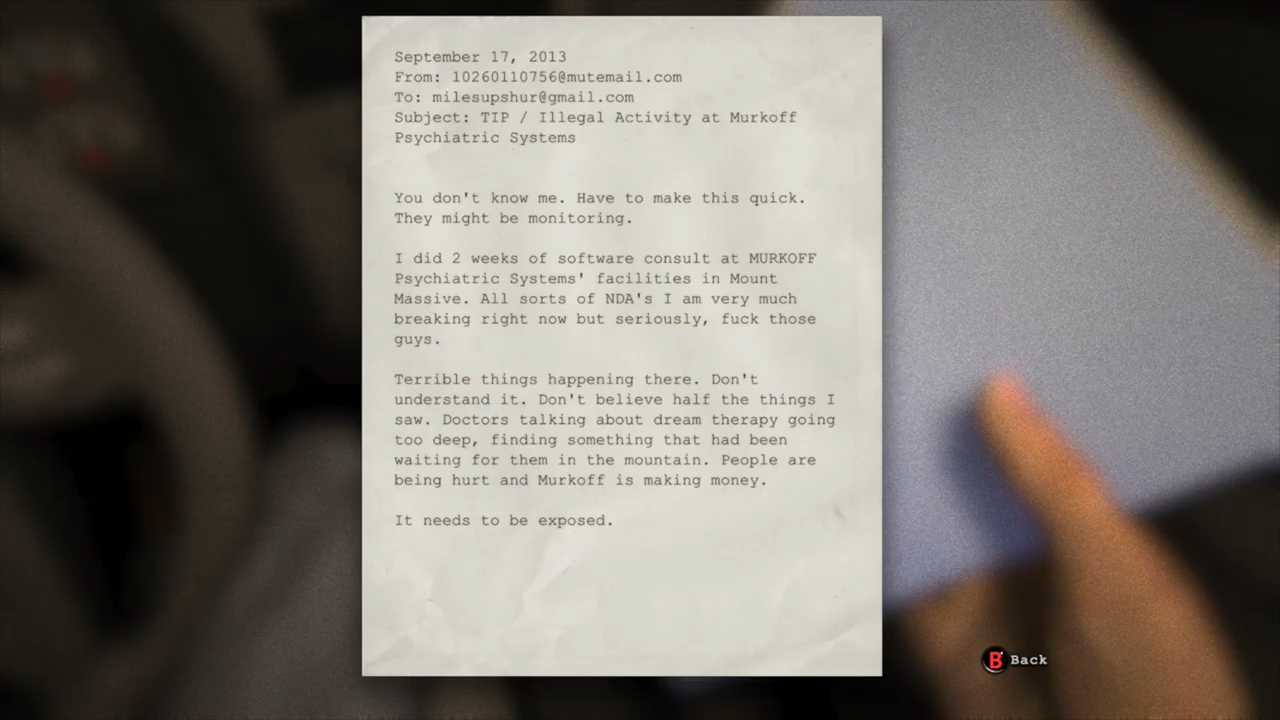 September 17, 2013
From: 10260110756@mutemail.com
To: milesupshur@gmail.com
Subject: TIP / Illegal Activity at Murkoff
Psychiatric Systems
You don't know me. Have to make this quick.
They might be monitoring.
I did 2 weeks of software consult at MURKOFF
Psychiatric Systems' facilities in Mount
Massive. All sorts of NDA's I am very much
breaking right now but seriously, fuck those
guys.
Terrible things happening there. Don't
understand it. Don't believe half the things I
saw. Doctors talking about dream therapy going
too deep, finding something that had been
waiting for them in the mountain. People are
being hurt and Murkoff is making money.
It needs to be exposed.
B Back